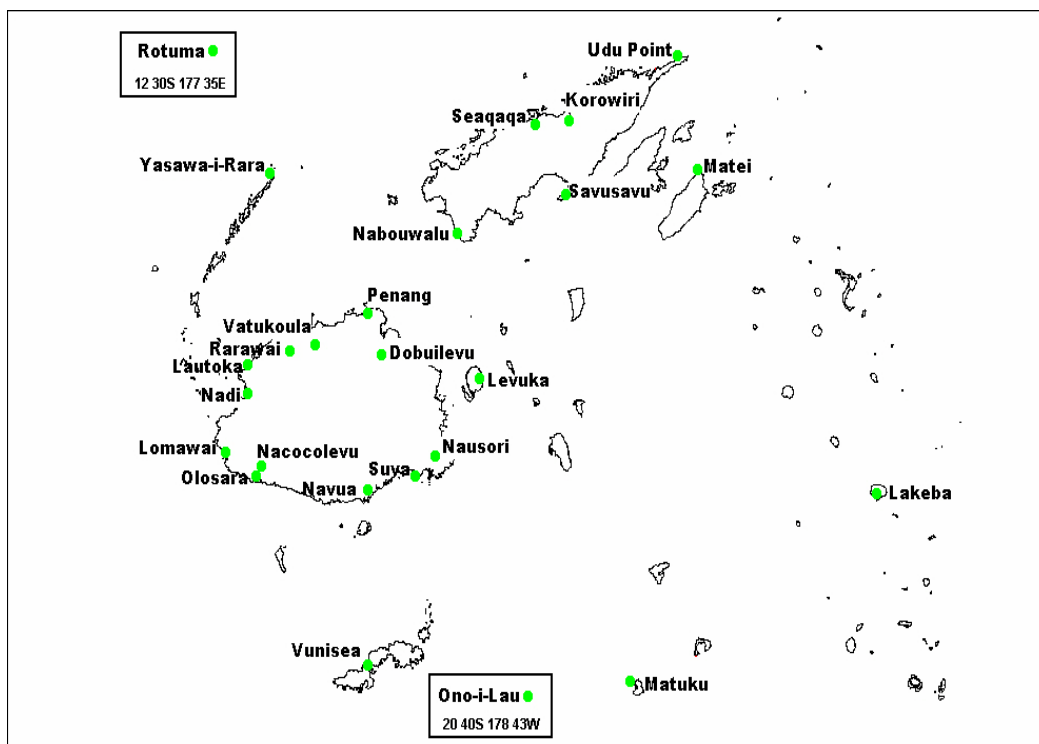 Rotuma
12 30S 177 35E
Udu Point
Korowiri
Seaqaqa
Yasawa-i-Rara
Matei
Savusavu
Nabouwalu
Penang
Vatukoula
Rarawai
Dobuilevu
Lautoka
Levuka
Nadi
Lomawai
Nacocolevu
Nausori
Olosara
Suva
Navua
Lakeba
Vunisea
Matuku
Ono-i-Lau
20 40S 178 43W